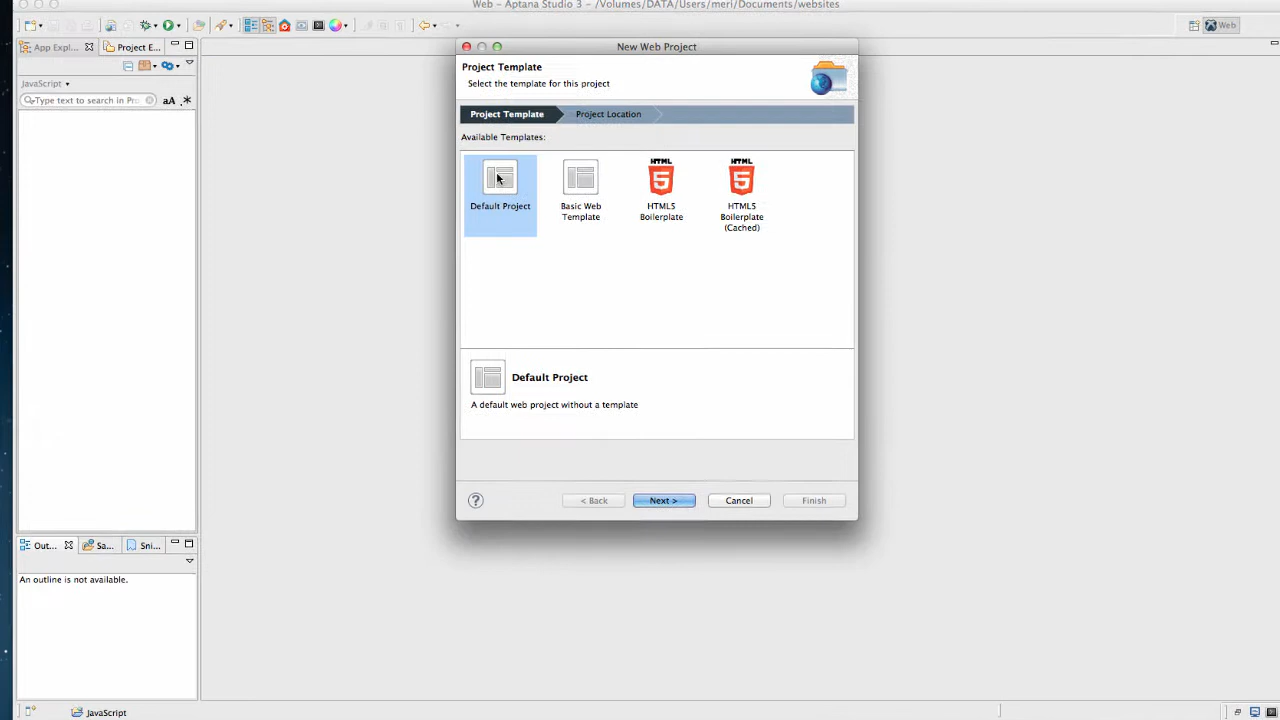 Web - Aptana Studio 3 - /Volumes/DATA/Users/merl/Documents/websites
Web
App Expl...
Project E...
JavaScript
Type text to search in Pr
aA
New Web Project
Project Template
Select the template for this project
Project Template
Project Location
Available Templates:
Default Project
Basic Web
Template
HTML
5
HTML5
Boilerplate
HTML
5
HTML5
Boilerplate
(Cached)
Default Project
A default web project without a template
?
< Back
Next >
Cancel
Finish
Out...
Sa...
Sni...
An outline is not available.
JavaScript